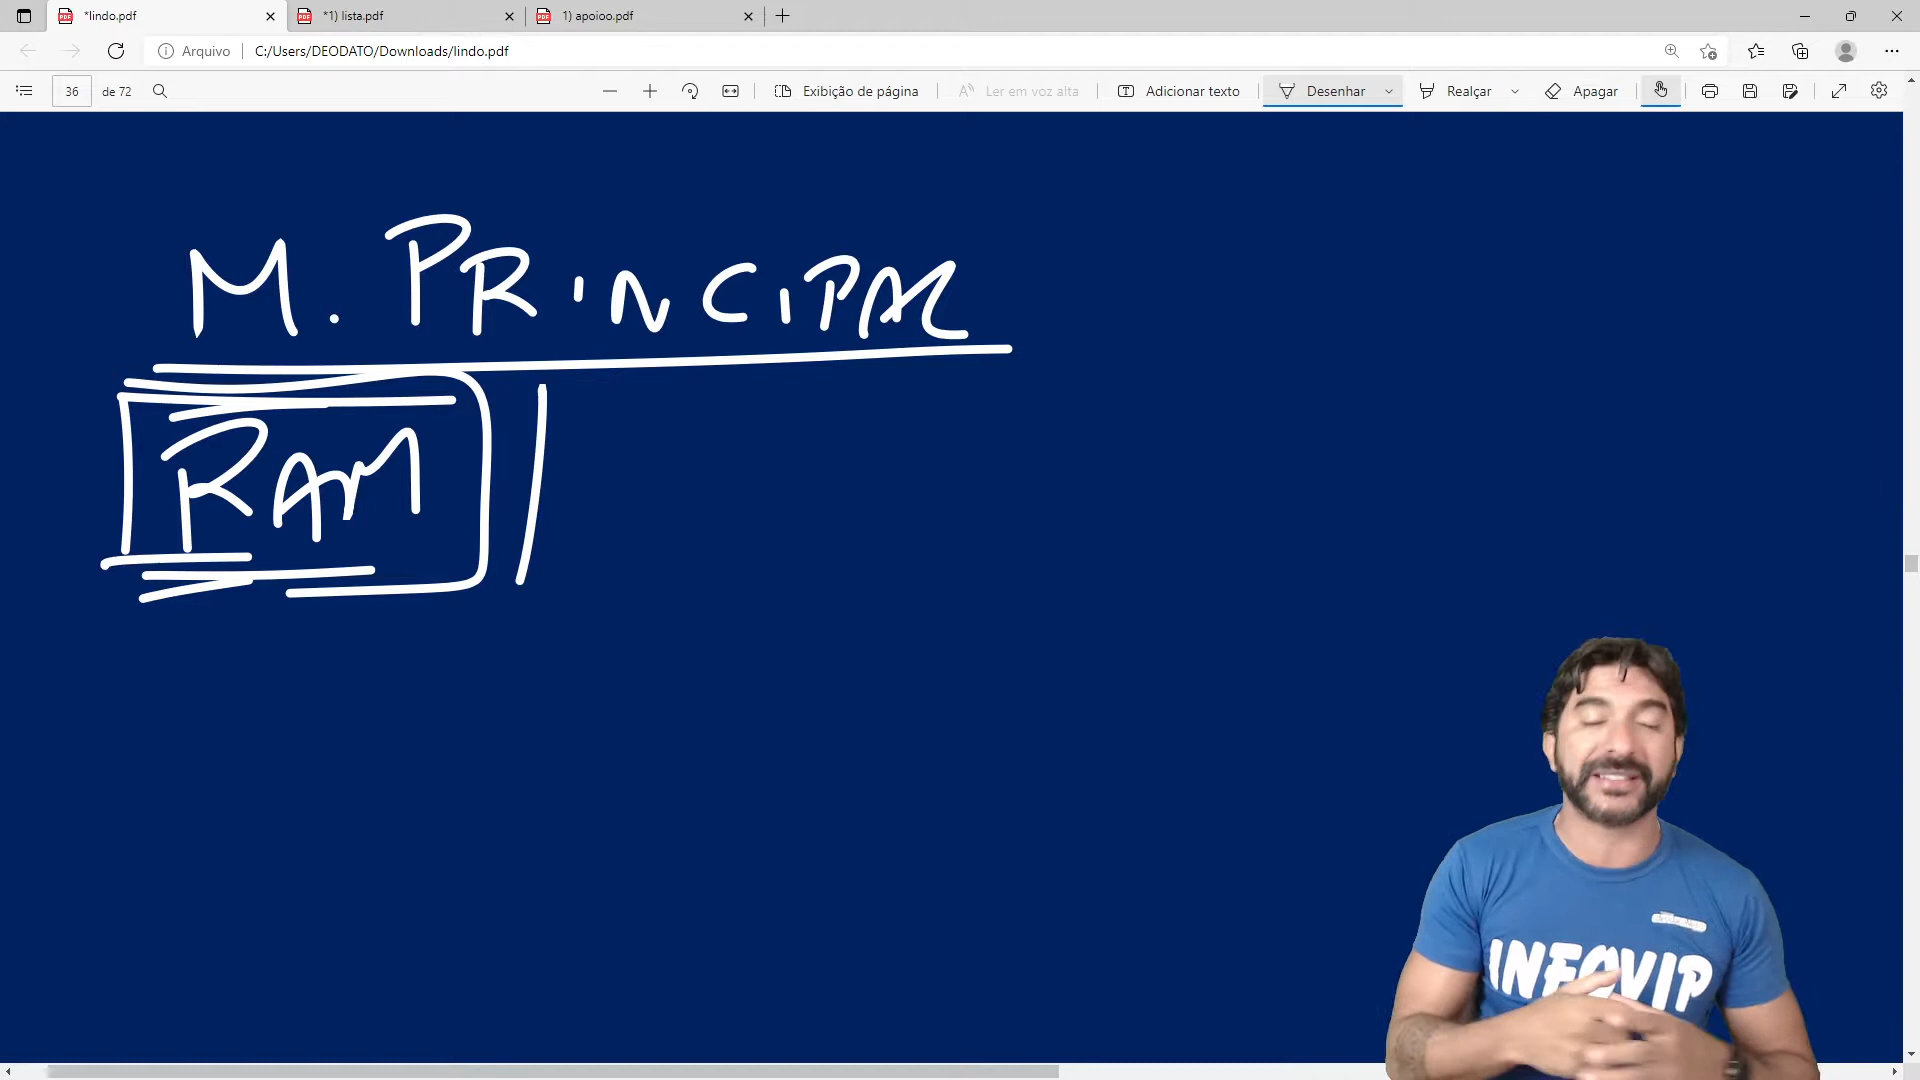 *lindo.pdf
*1) lista.pdf
1) apoioo.pdf
Arquivo
C:/Users/DEODATO/Downloads/lindo.pdf
36 de 72
Exibição de página
Ler em voz alta
Adicionar texto
Desenhar
Realçar
Apagar
M. PRINCIPAL
RAM
INFOVIP